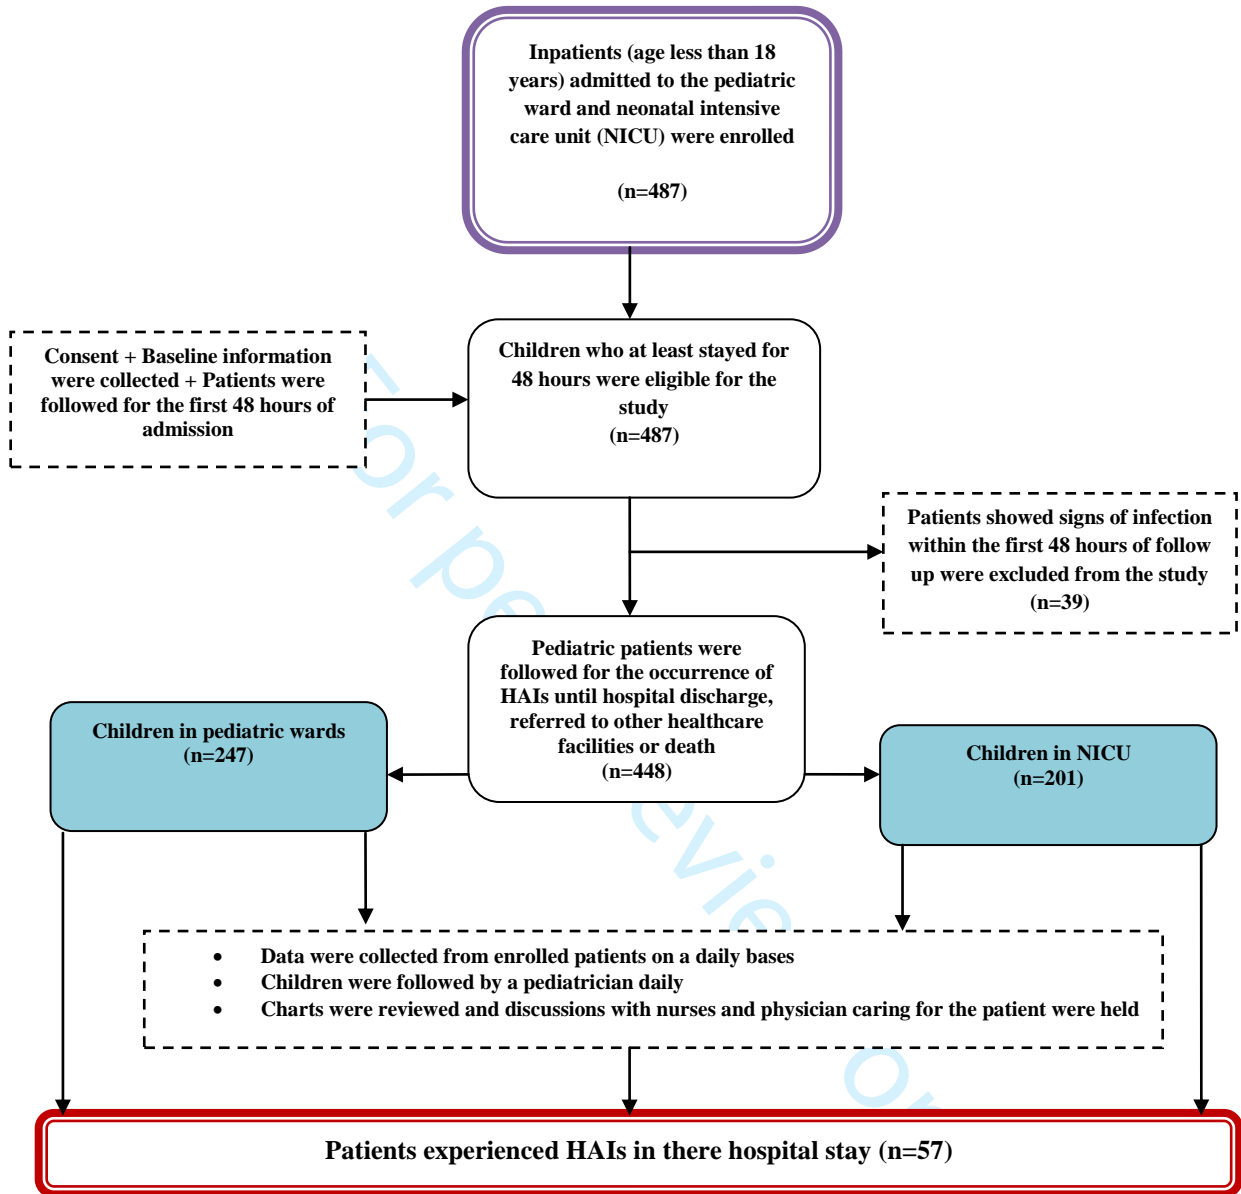 Inpatients (age less than 18
years) admitted to the pediatric
ward and neonatal intensive
care unit (NICU) were enrolled
(n=487)
Consent + Baseline information
were collected + Patients were
followed for the first 48 hours of
admission
Children who at least stayed for
48 hours were eligible for the
study
(n=487)
Patients showed signs of infection
within the first 48 hours of follow
up were excluded from the study
(n=39)
Pediatric patients were
followed for the occurrence of
HAIs until hospital discharge,
referred to other healthcare
facilities or death
(n=448)
Children in pediatric wards
(n=247)
Children in NICU
(n=201)
• Data were collected from enrolled patients on a daily bases
• Children were followed by a pediatrician daily
• Charts were reviewed and discussions with nurses and physician caring for the patient were held
Patients experienced HAIs in there hospital stay (n=57)